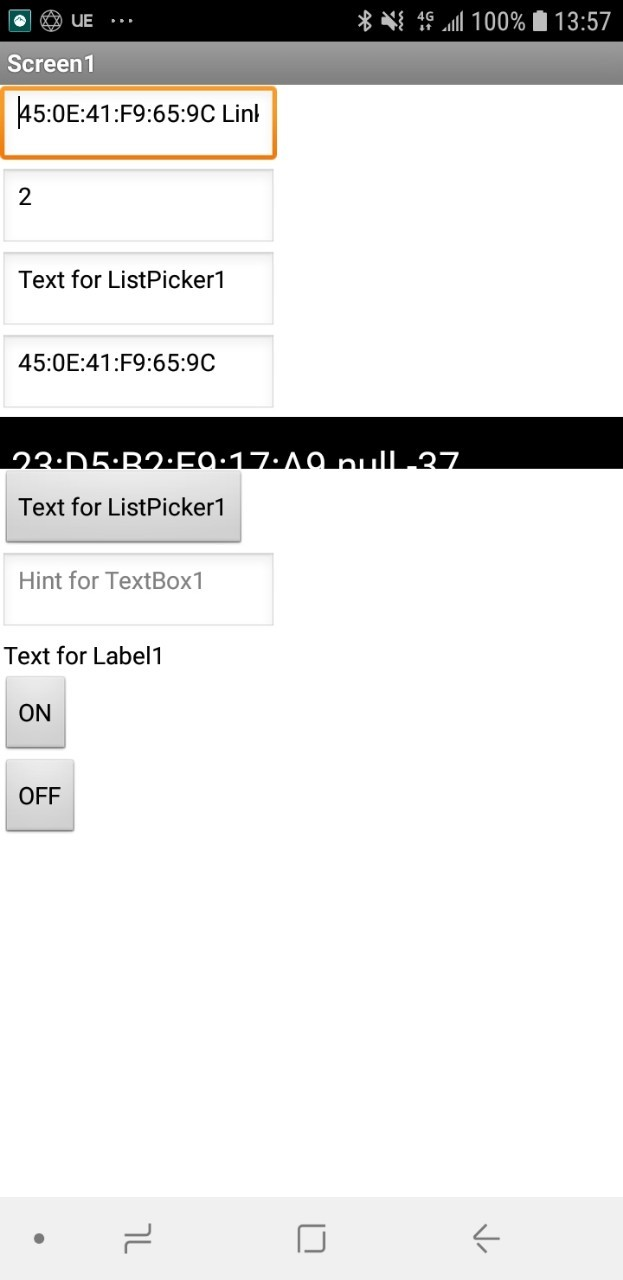 UE ... 4G 100% 13:57
Screen1
45:0E:41:F9:65:9C Link
2
Text for ListPicker1
45:0E:41:F9:65:9C
23:D5:B2:F9:17:A9 null -37
Text for ListPicker1
Hint for TextBox1
Text for Label1
ON
OFF